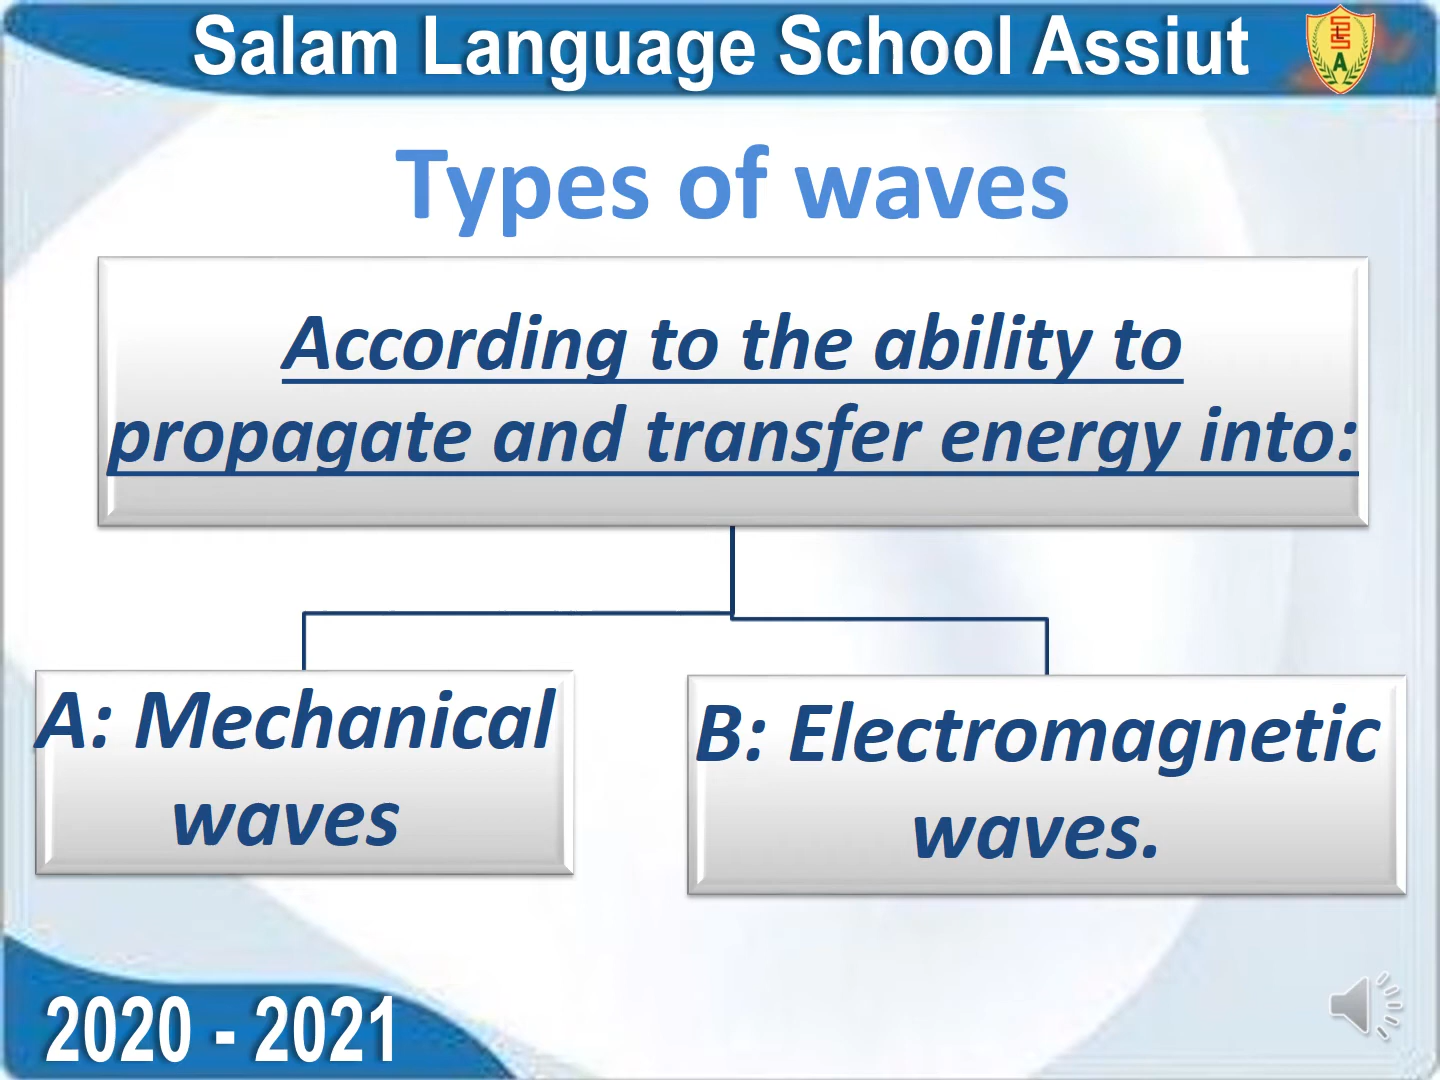 Salam Language School Assiut
Types of waves
According to the ability to
propagate and transfer energy into:
A: Mechanical
waves
B: Electromagnetic
waves.
2020 - 2021